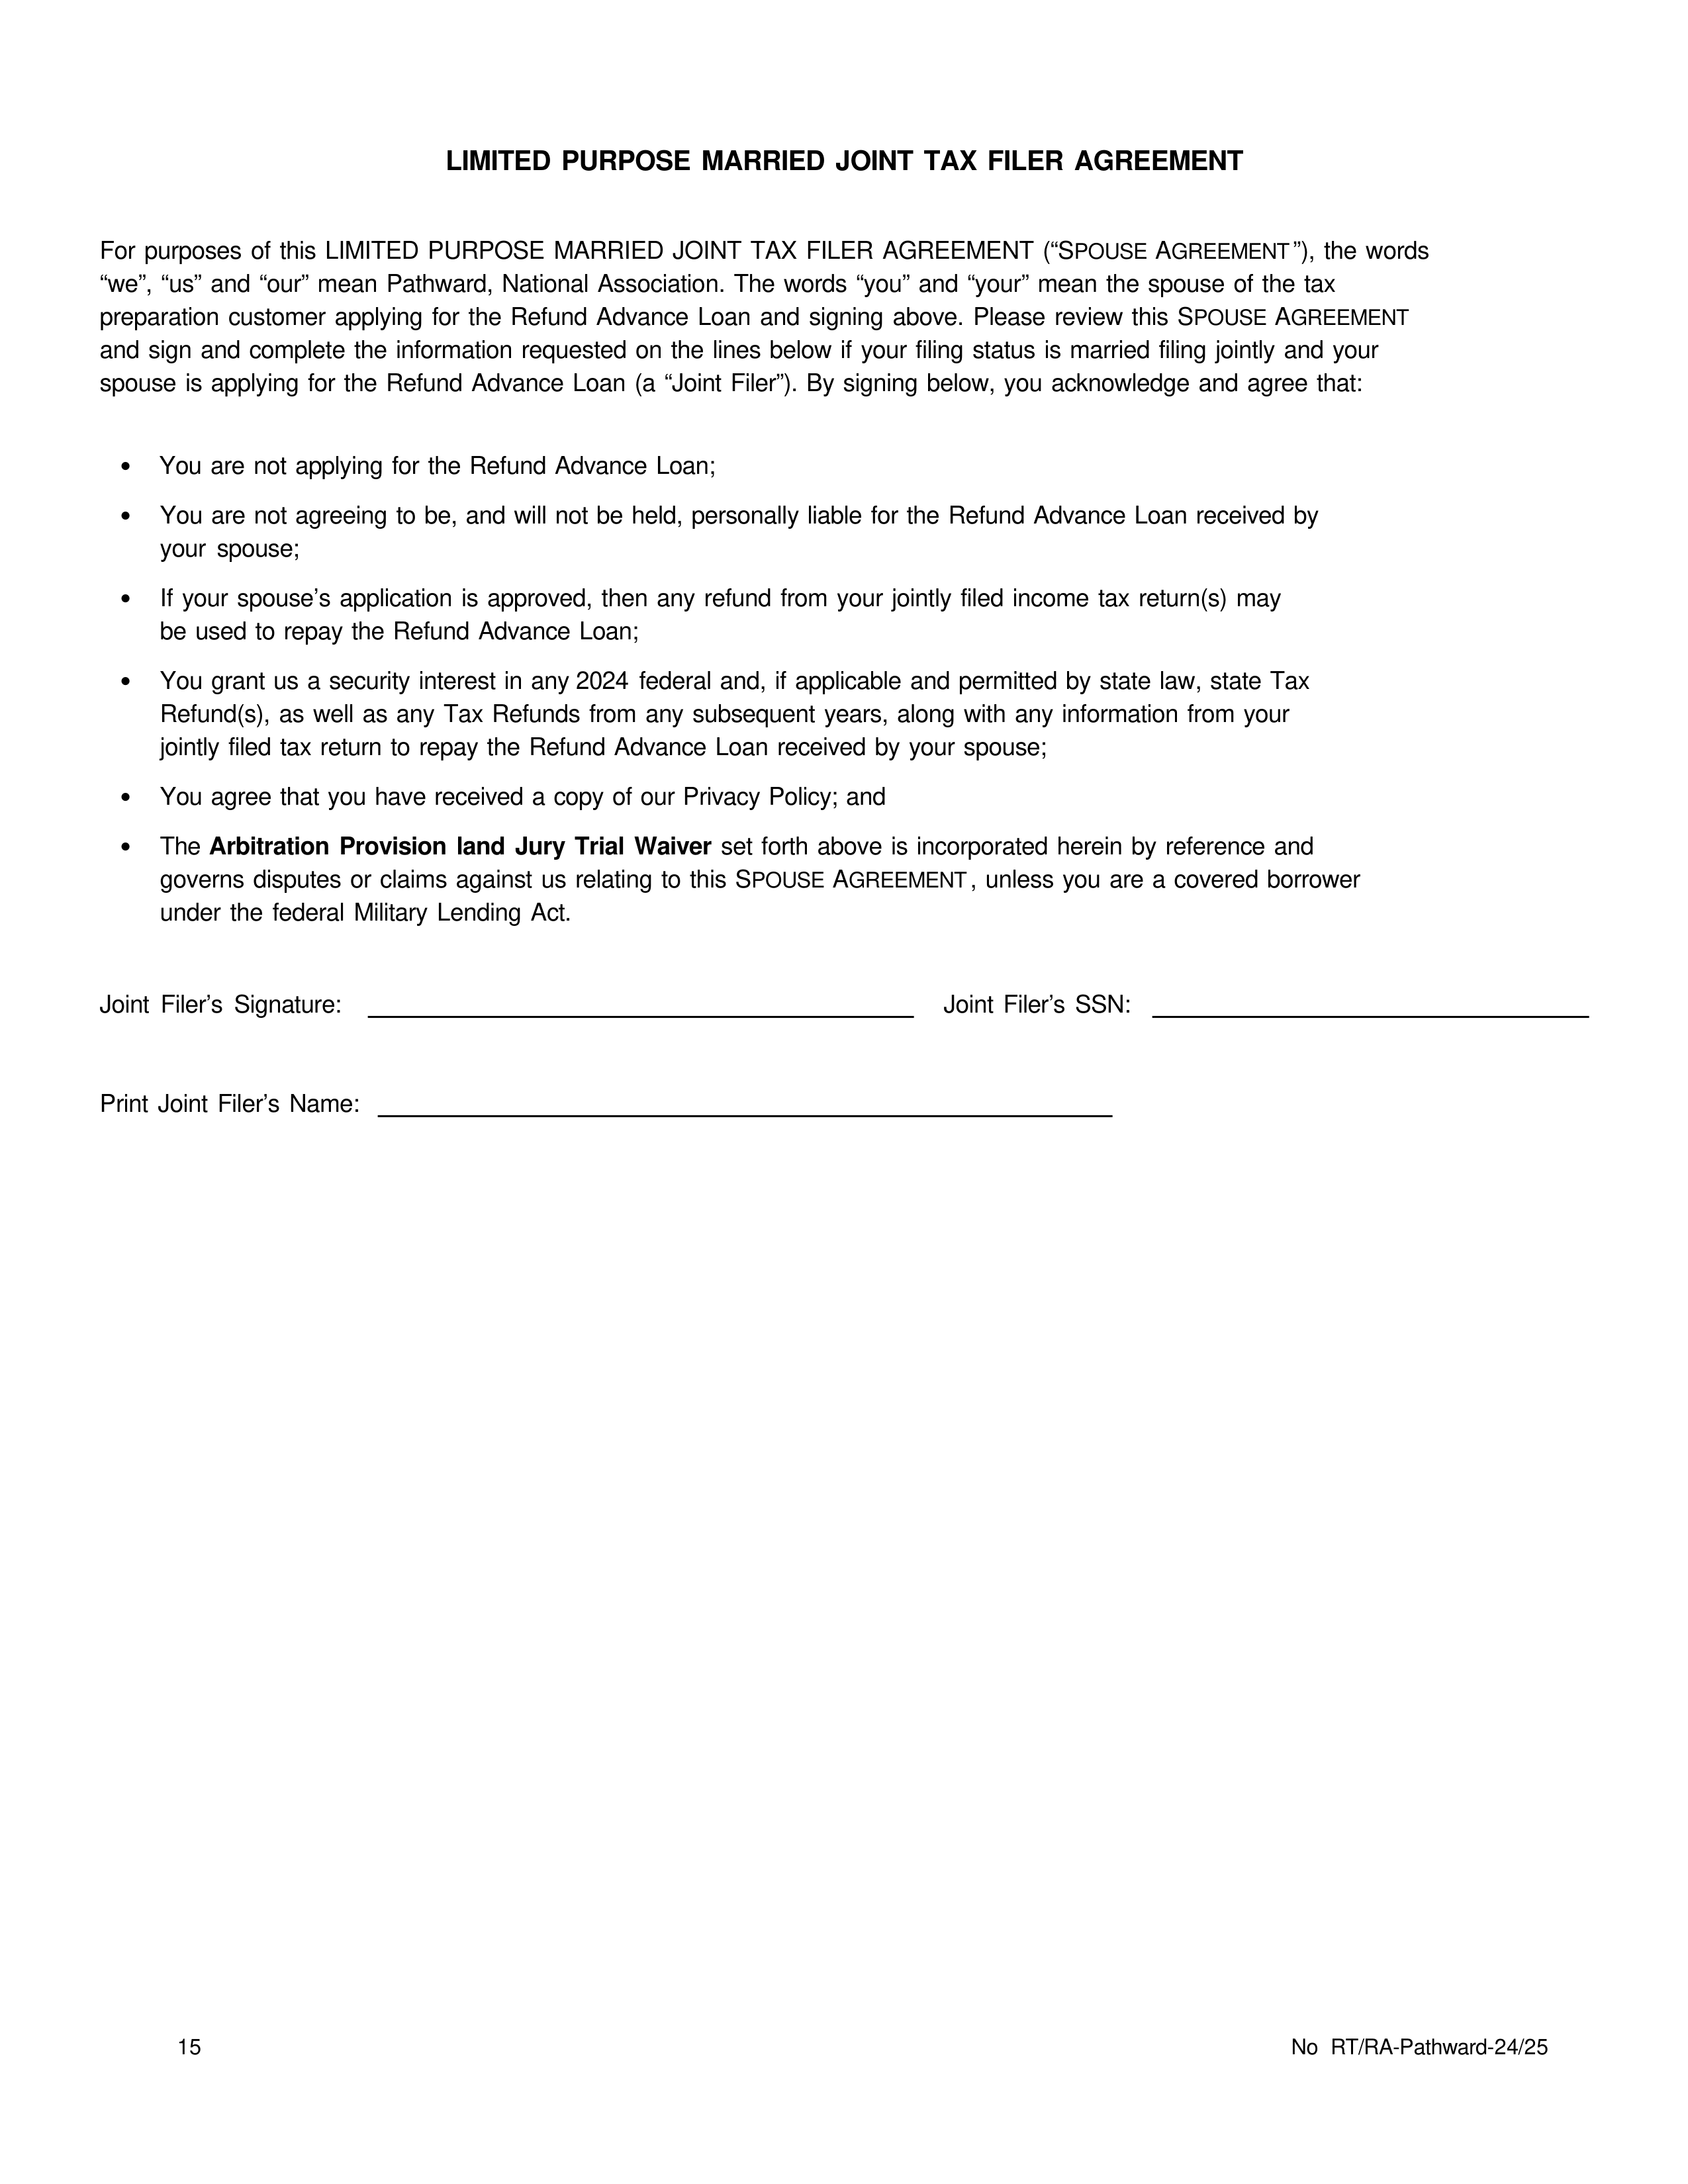 LIMITED PURPOSE MARRIED JOINT TAX FILER AGREEMENT
For purposes of this LIMITED PURPOSE MARRIED JOINT TAX FILER AGREEMENT (“SPOUSE AGREEMENT”), the words
“we”, “us” and “our” mean Pathward, National Association. The words “you” and “your” mean the spouse of the tax
preparation customer applying for the Refund Advance Loan and signing above. Please review this SPOUSE AGREEMENT
and sign and complete the information requested on the lines below if your filing status is married filing jointly and your
spouse is applying for the Refund Advance Loan (a “Joint Filer”). By signing below, you acknowledge and agree that:
• You are not applying for the Refund Advance Loan;
• You are not agreeing to be, and will not be held, personally liable for the Refund Advance Loan received by
your spouse;
• If your spouse’s application is approved, then any refund from your jointly filed income tax return(s) may
be used to repay the Refund Advance Loan;
• You grant us a security interest in any 2024 federal and, if applicable and permitted by state law, state Tax
Refund(s), as well as any Tax Refunds from any subsequent years, along with any information from your
jointly filed tax return to repay the Refund Advance Loan received by your spouse;
• You agree that you have received a copy of our Privacy Policy; and
• The Arbitration Provision land Jury Trial Waiver set forth above is incorporated herein by reference and
governs disputes or claims against us relating to this SPOUSE AGREEMENT, unless you are a covered borrower
under the federal Military Lending Act.
Joint Filer’s Signature: Joint Filer’s SSN:
Print Joint Filer’s Name:
15 No RT/RA-Pathward-24/25